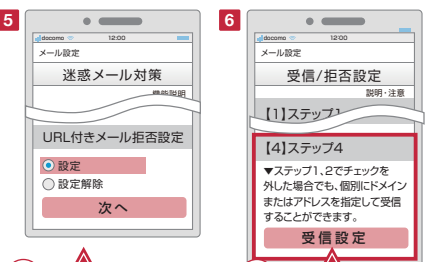 5
docomo 12:00
メール設定
迷惑メール対策
機能説明
URL付きメール拒否設定
設定
設定解除
次へ
6
docomo 12:00
メール設定
受信/拒否設定
説明・注意
【1】ステップ1
【4】ステップ4
▼ステップ1、2でチェックを
外した場合でも、個別にドメイン
またはアドレスを指定して受信
することができます。
受信設定